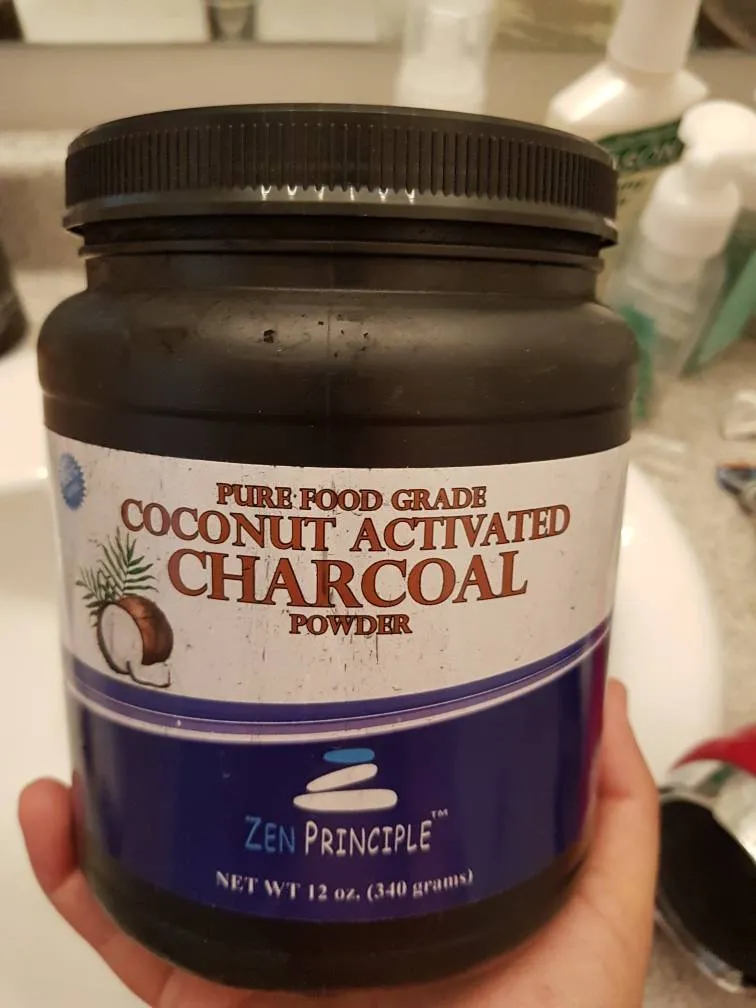 PURE FOOD GRADE
COCONUT ACTIVATED
CHARCOAL
POWDER
ZEN PRINCIPLE™
NET WT 12 oz. (340 grams)